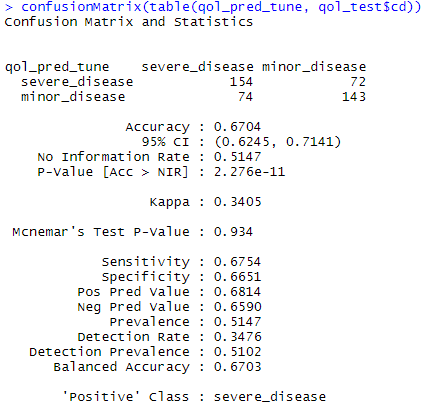 > confusionMatrix(table(qol_pred_tune, qol_test$cd))
Confusion Matrix and Statistics
qol_pred_tune severe_disease minor_disease
severe_disease 154 72
minor_disease 74 143
Accuracy : 0.6704
95% CI : (0.6245, 0.7141)
No Information Rate : 0.5147
P-Value [Acc > NIR] : 2.276e-11
Kappa : 0.3405
Mcnemar's Test P-Value : 0.934
Sensitivity : 0.6754
Specificity : 0.6651
Pos Pred Value : 0.6814
Neg Pred Value : 0.6590
Prevalence : 0.5147
Detection Rate : 0.3476
Detection Prevalence : 0.5102
Balanced Accuracy : 0.6703
'Positive' Class : severe_disease